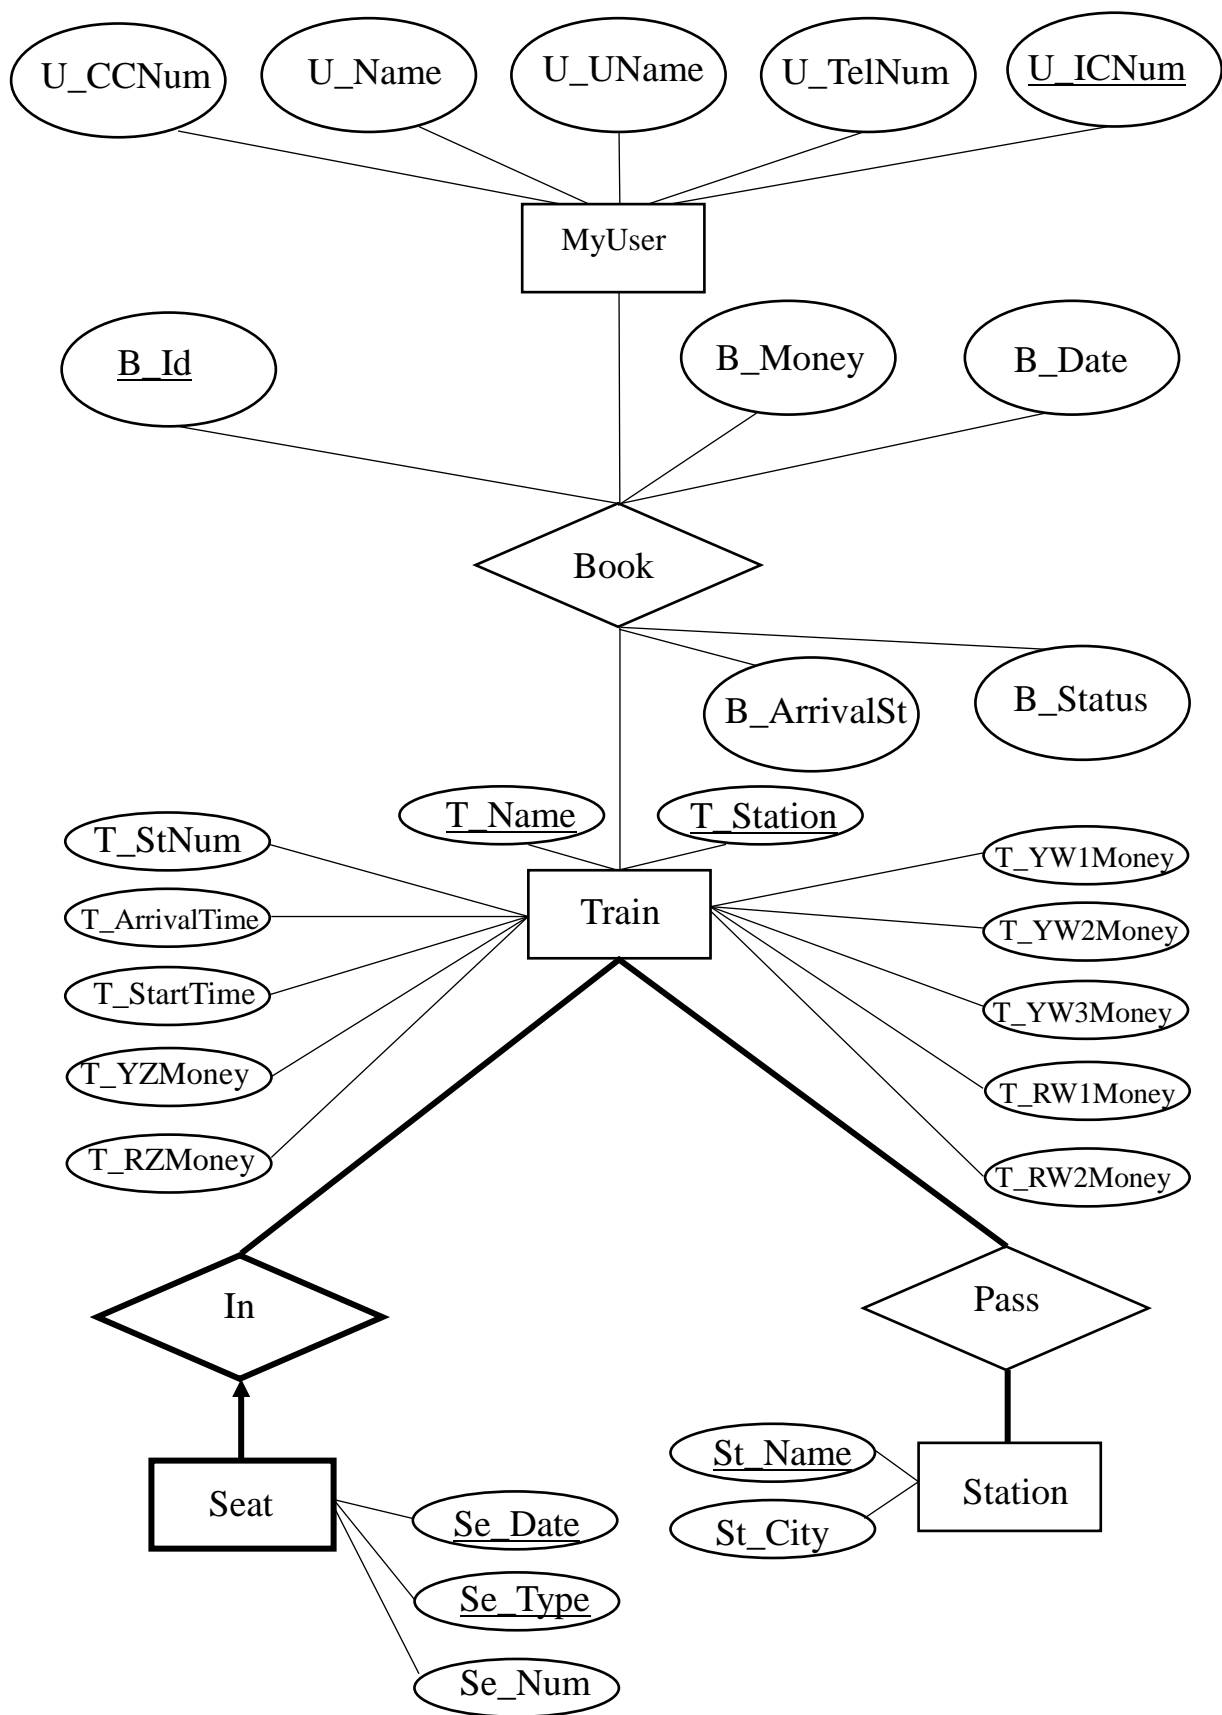 U_CCNum
U_Name
U_UName
U_TelNum
U_ICNum
MyUser
B_Id
B_Money
B_Date
Book
B_ArrivalSt
B_Status
T_Name
T_Station
T_StNum
T_YW1Money
Train
T_ArrivalTime
T_YW2Money
T_StartTime
T_YW3Money
T_YZMoney
T_RW1Money
T_RZMoney
T_RW2Money
In
Pass
St_Name
Station
Seat
Se_Date
St_City
Se_Type
Se_Num